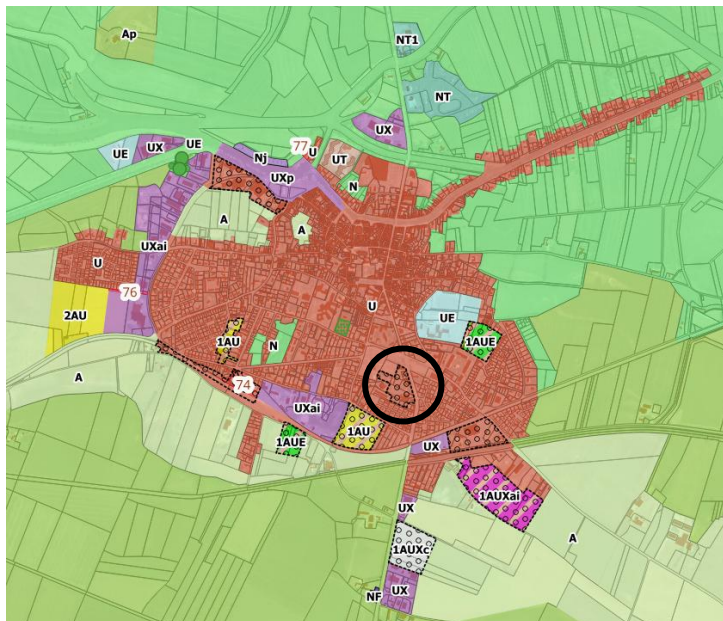 Ap
NT1
NT
UX
77
U
UE
UX
UE
Nj
UT
UXp
N
A
A
UXai
U
76
2AU
U
UE
1AU
N
1AUE
A
74
UXai
1AUE
1AU
UX
1AUXai
UX
A
1AUXc
NF
UX